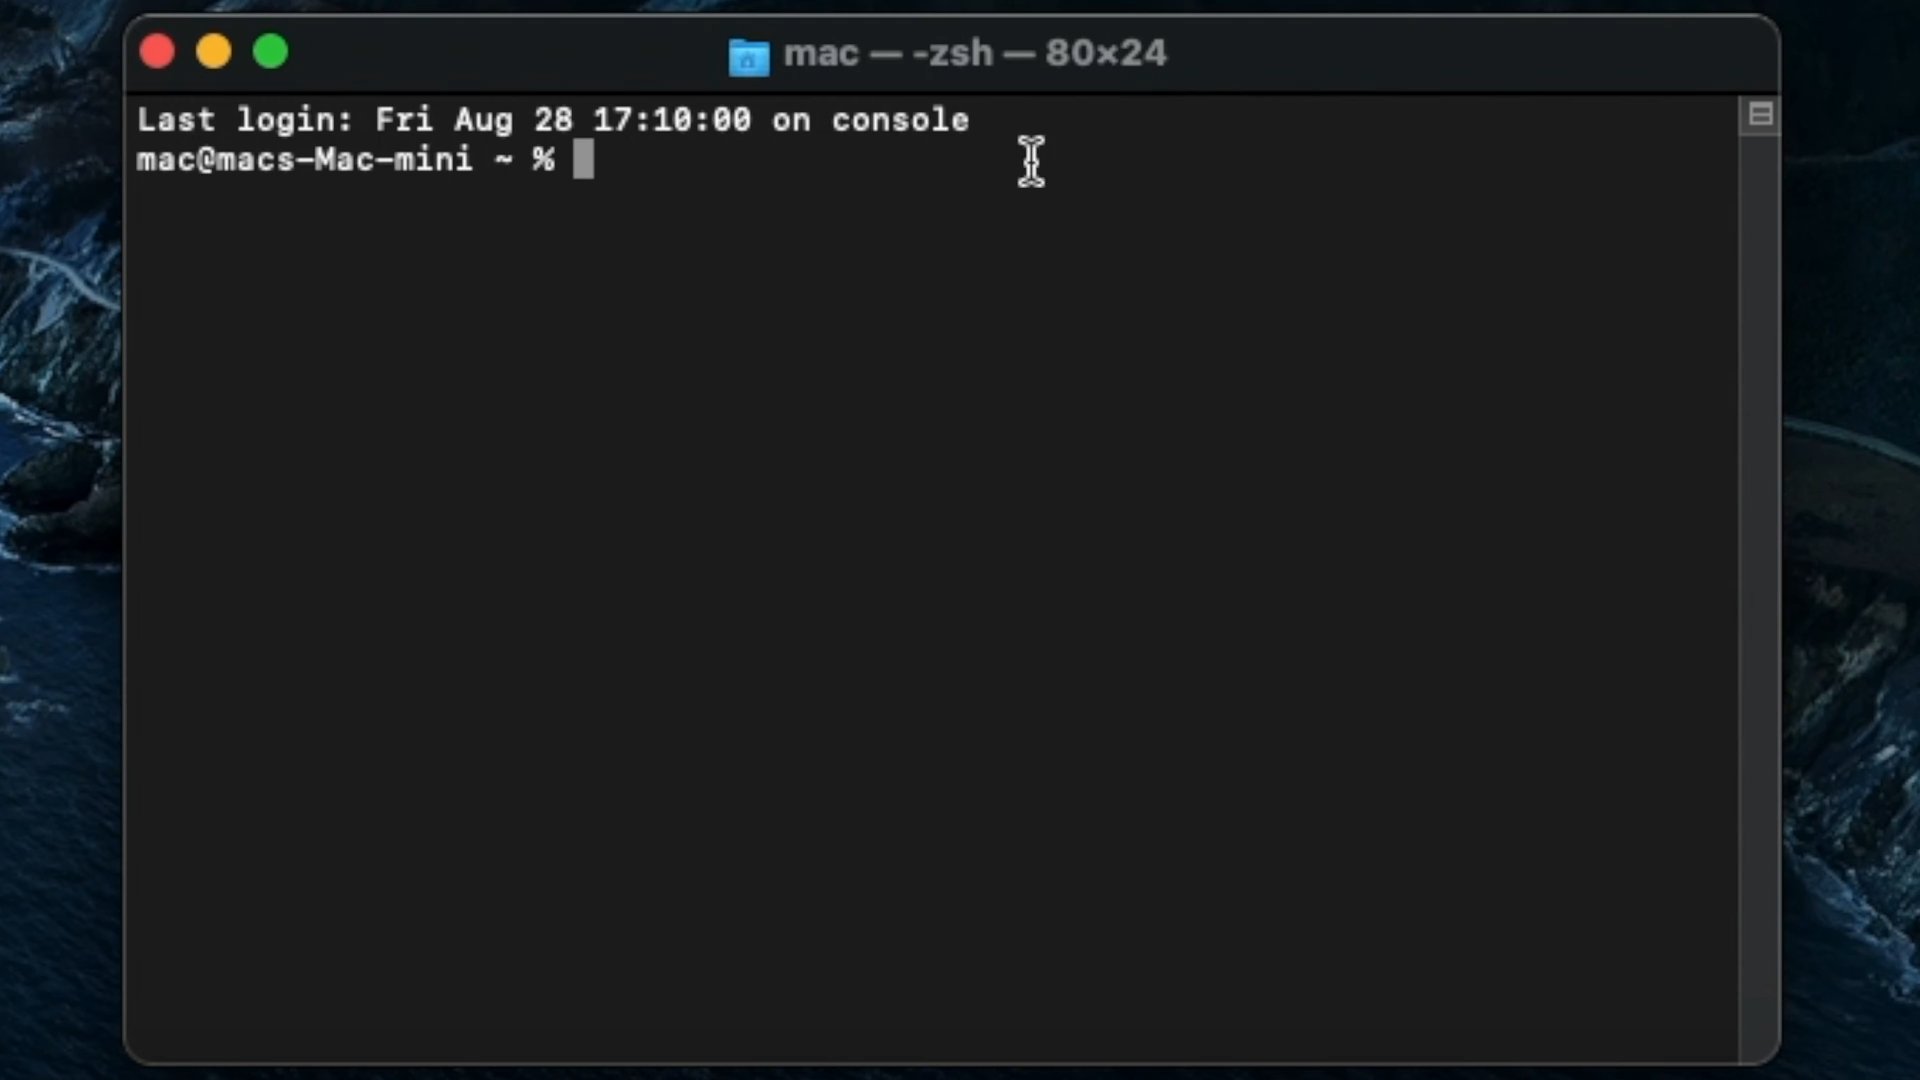 mac — -zsh — 80×24
Last login: Fri Aug 28 17:10:00 on console
mac@macs-Mac-mini ~ %